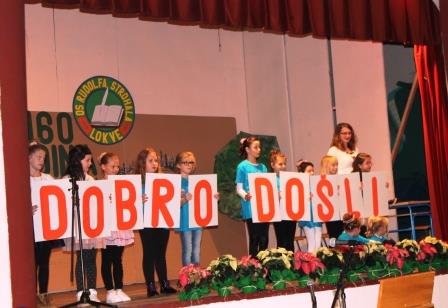 OŠ RUDOLFA STROHALA
LOKVE
160
DOBRO DOŠLI